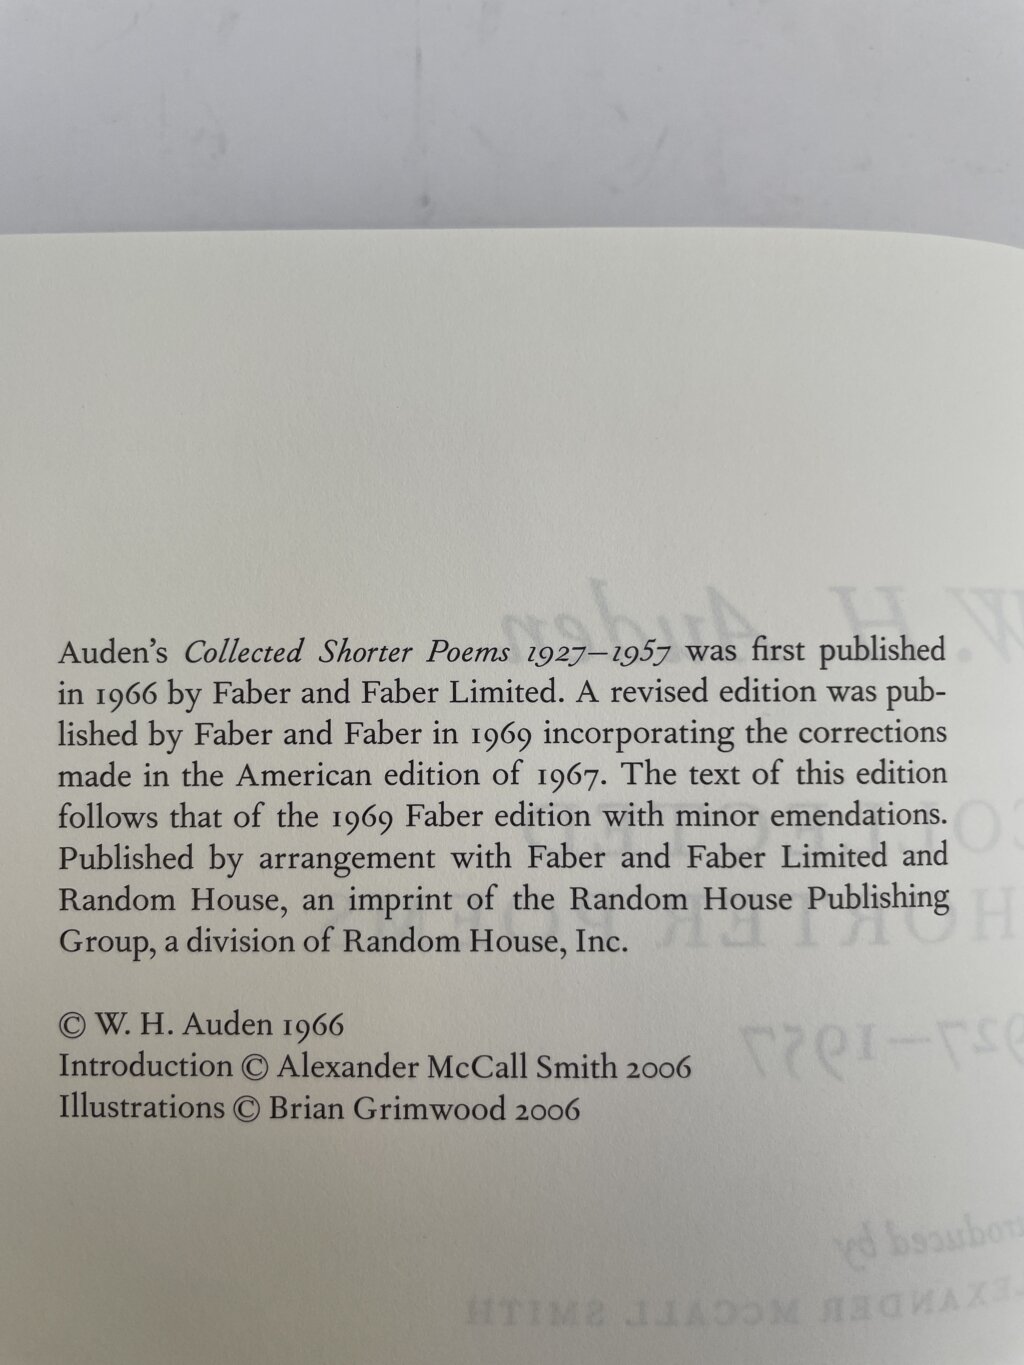 Auden’s Collected Shorter Poems 1927–1957 was first published
in 1966 by Faber and Faber Limited. A revised edition was pub-
lished by Faber and Faber in 1969 incorporating the corrections
made in the American edition of 1967. The text of this edition
follows that of the 1969 Faber edition with minor emendations.
Published by arrangement with Faber and Faber Limited and
Random House, an imprint of the Random House Publishing
Group, a division of Random House, Inc.
© W. H. Auden 1966
Introduction © Alexander McCall Smith 2006
Illustrations © Brian Grimwood 2006